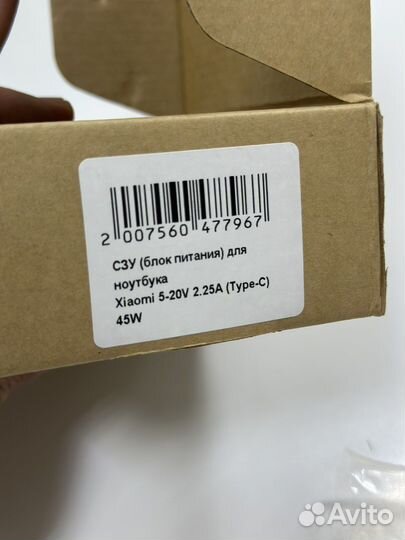 2 007560 477967
СЗУ (блок питания) для
ноутбука
Xiaomi 5-20V 2.25A (Type-C)
45W
Avito